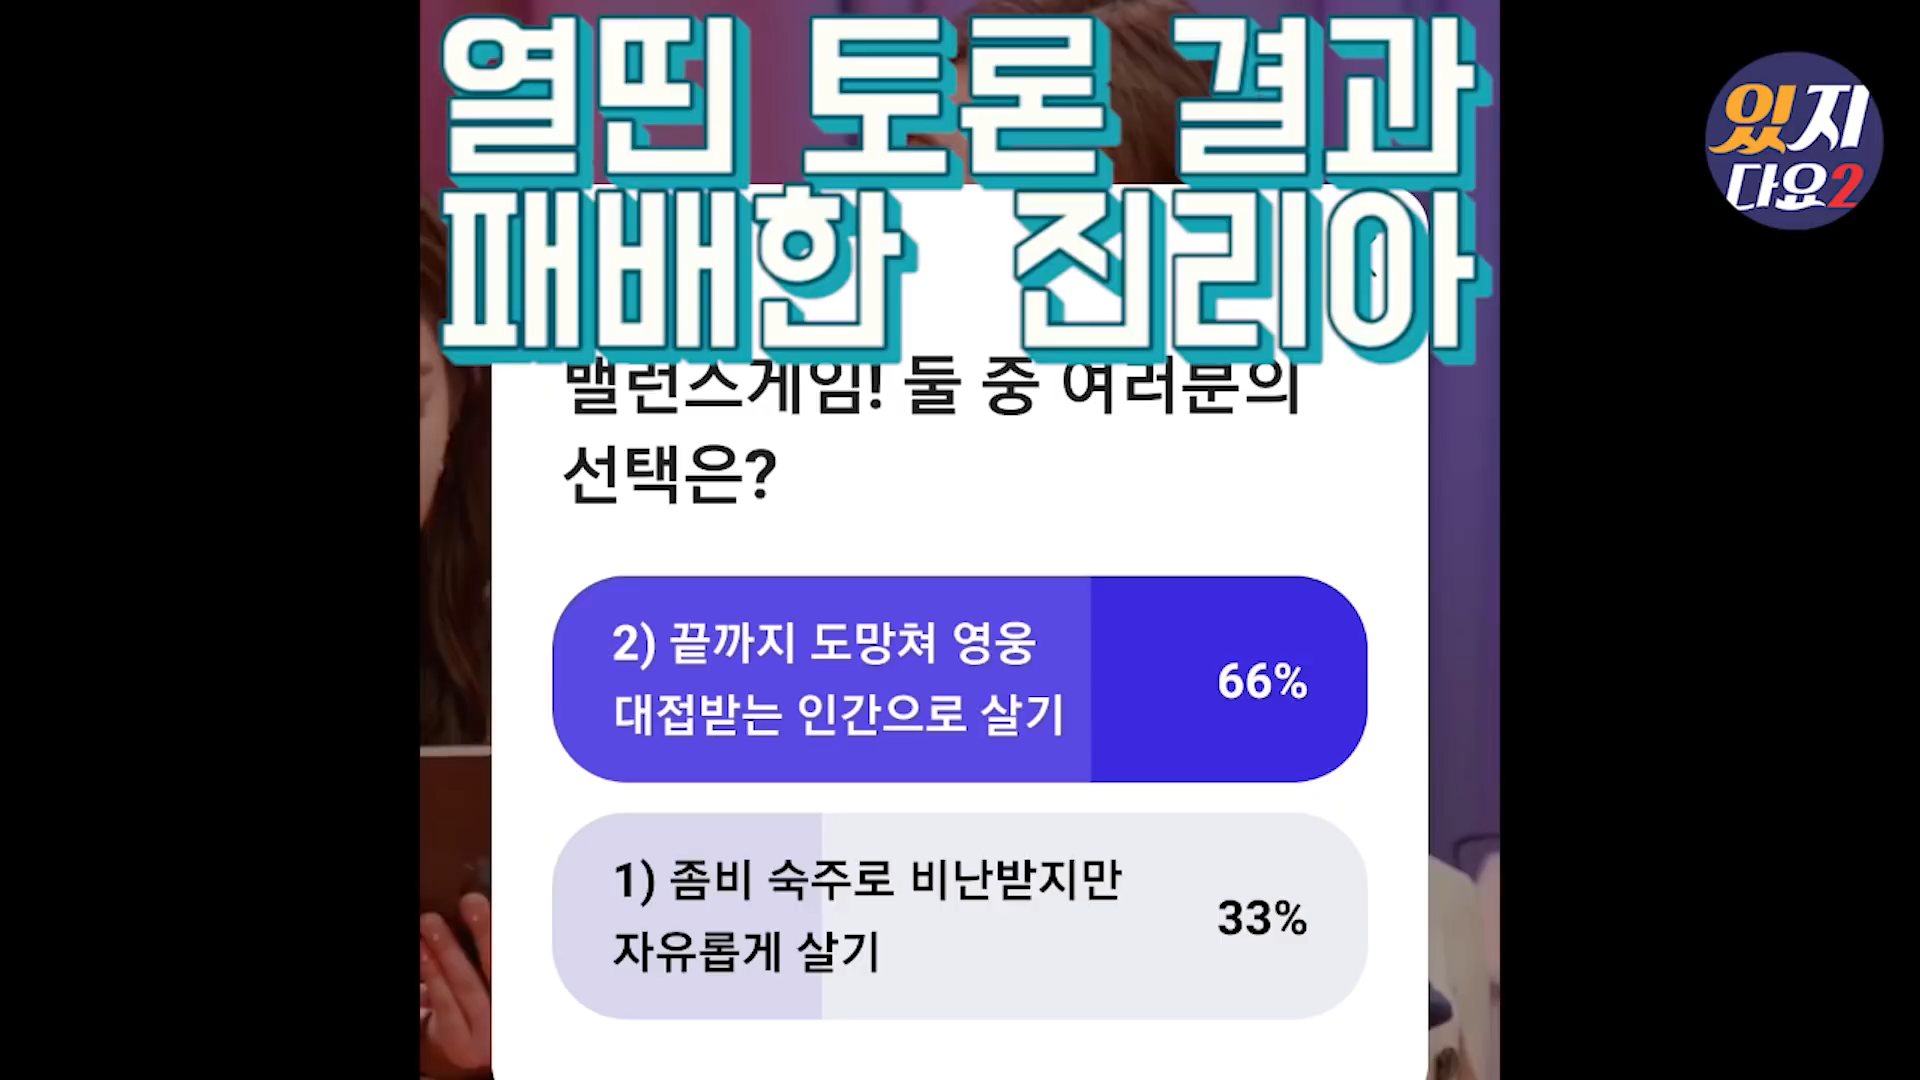 열띤 토론 결과
패배한 진리아
밸런스게임! 둘 중 여러분의
선택은?
2) 끝까지 도망쳐 영웅
대접받는 인간으로 살기
66%
1) 좀비 숙주로 비난받지만
자유롭게 살기
33%
있지
다요2